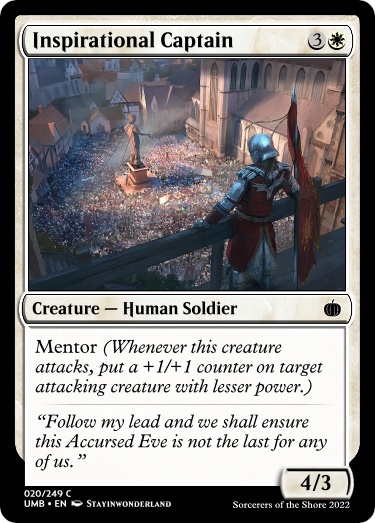 Inspirational Captain 3
Creature — Human Soldier
Mentor (Whenever this creature
attacks, put a +1/+1 counter on target
attacking creature with lesser power.)
“Follow my lead and we shall ensure
this Accursed Eve is not the last for any
of us.”
4/3
020/249 C
UMB • EN Stayinwonderland
Sorcerers of the Shore 2022